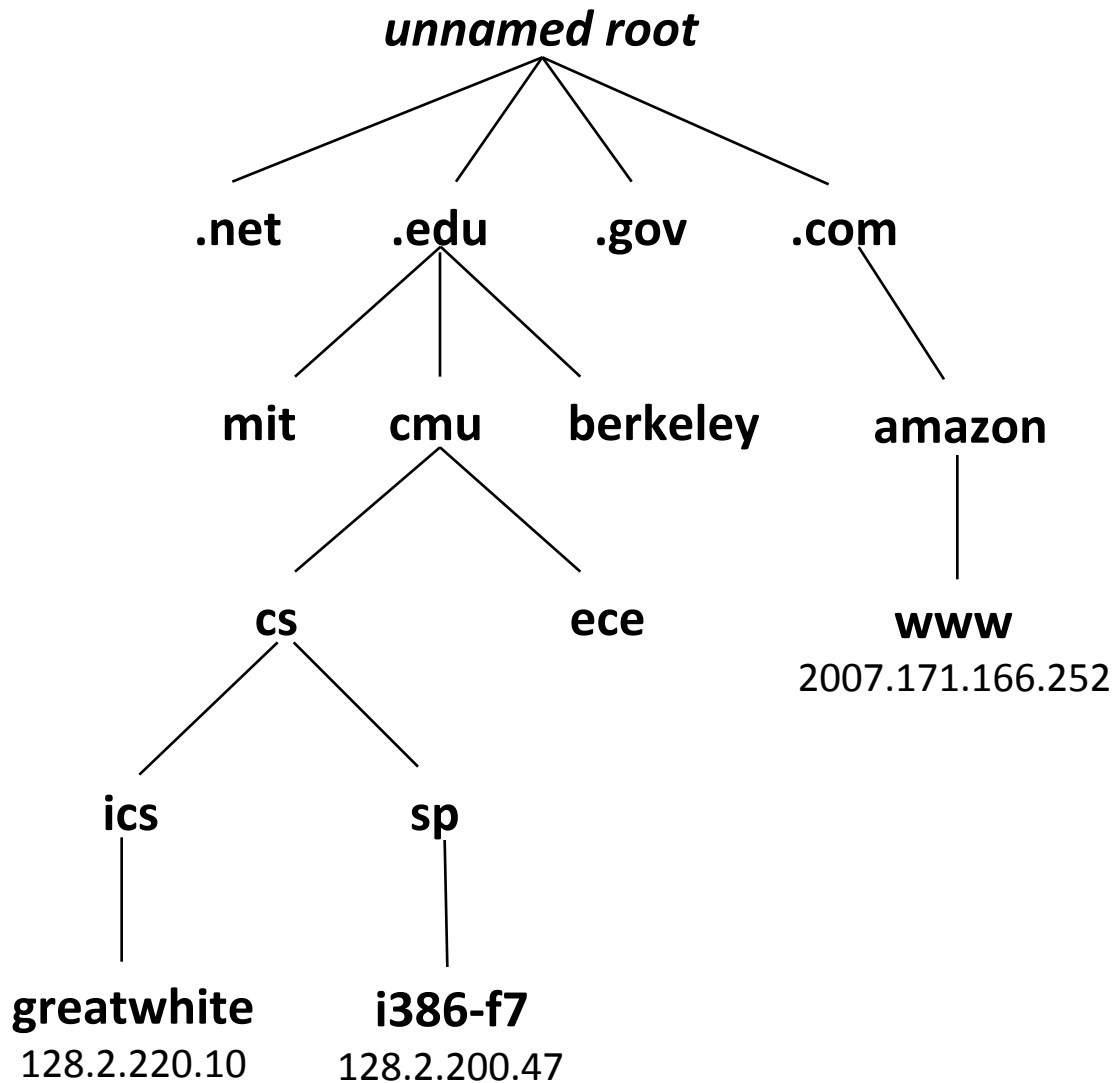 unnamed root
.net .edu .gov .com
mit cmu berkeley amazon
cs ece www
2007.171.166.252
ics sp
greatwhite i386-f7
128.2.220.10 128.2.200.47